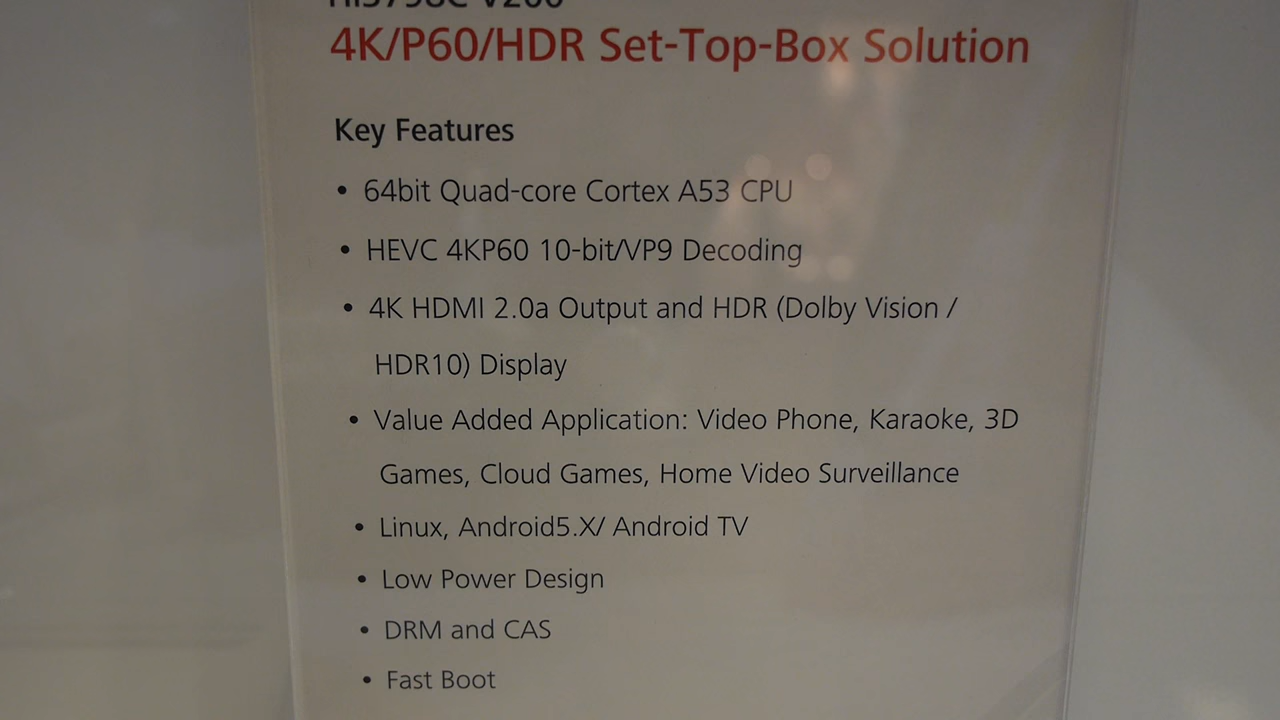 Hi3798C V200
4K/P60/HDR Set-Top-Box Solution
Key Features
• 64bit Quad-core Cortex A53 CPU
• HEVC 4KP60 10-bit/VP9 Decoding
• 4K HDMI 2.0a Output and HDR (Dolby Vision /
HDR10) Display
• Value Added Application: Video Phone, Karaoke, 3D
Games, Cloud Games, Home Video Surveillance
• Linux, Android5.X/ Android TV
• Low Power Design
• DRM and CAS
• Fast Boot